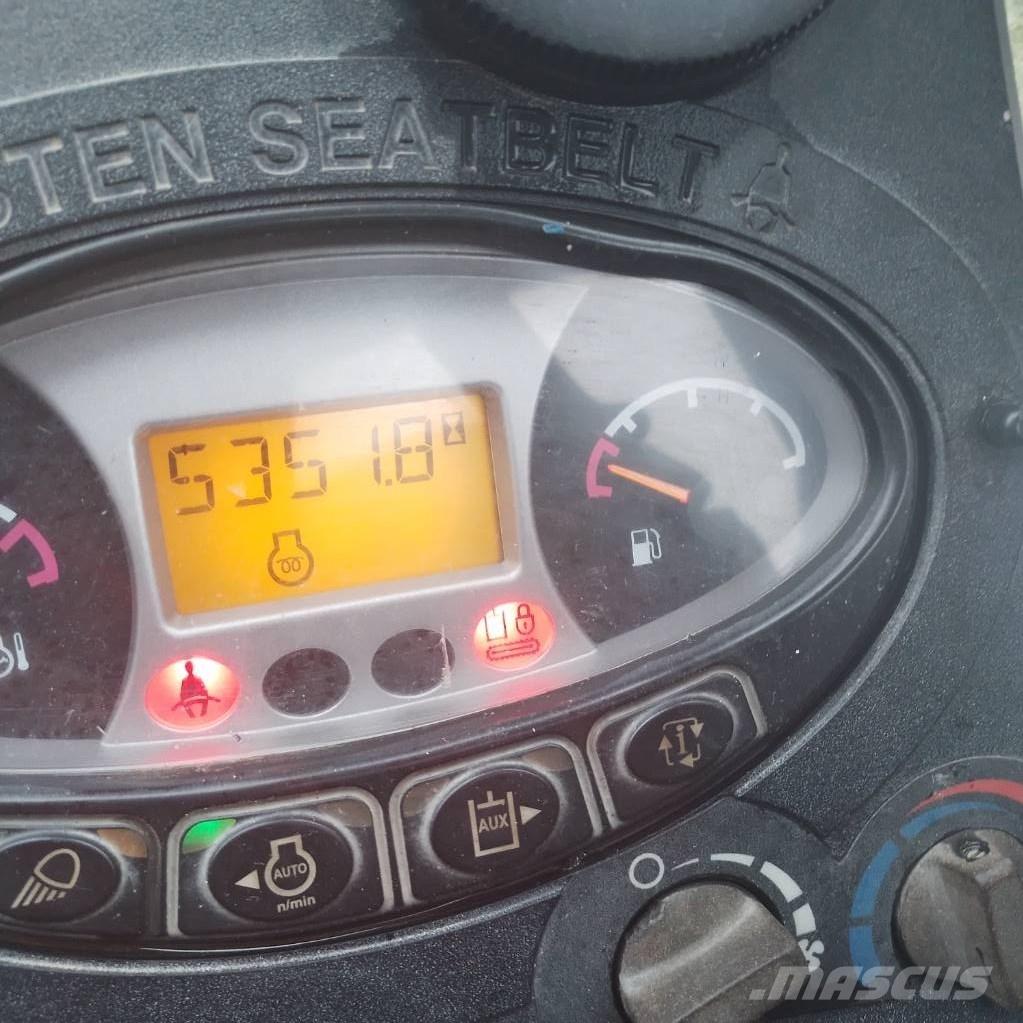 STEN SEATBELT
5351.8
AUTO
n/min
AUX
i
.MASCUS